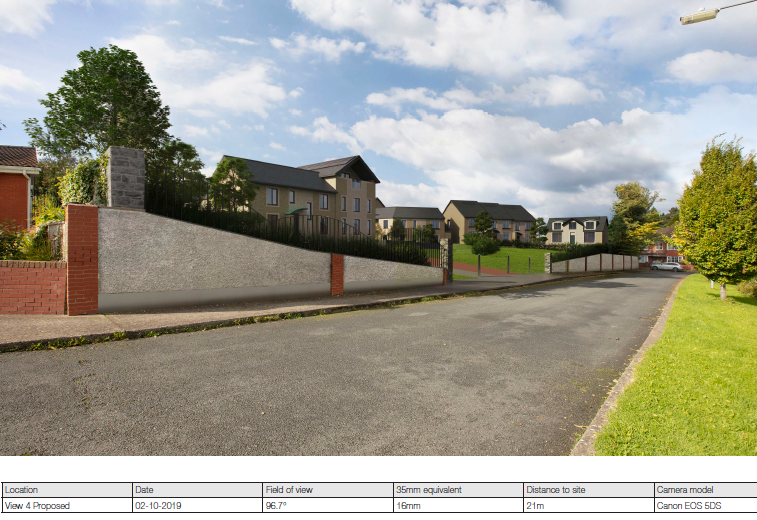 Location Date Field of view 35mm equivalent Distance to site Camera model
View 4 Proposed 02-10-2019 96.7° 16mm 21m Canon EOS 5DS